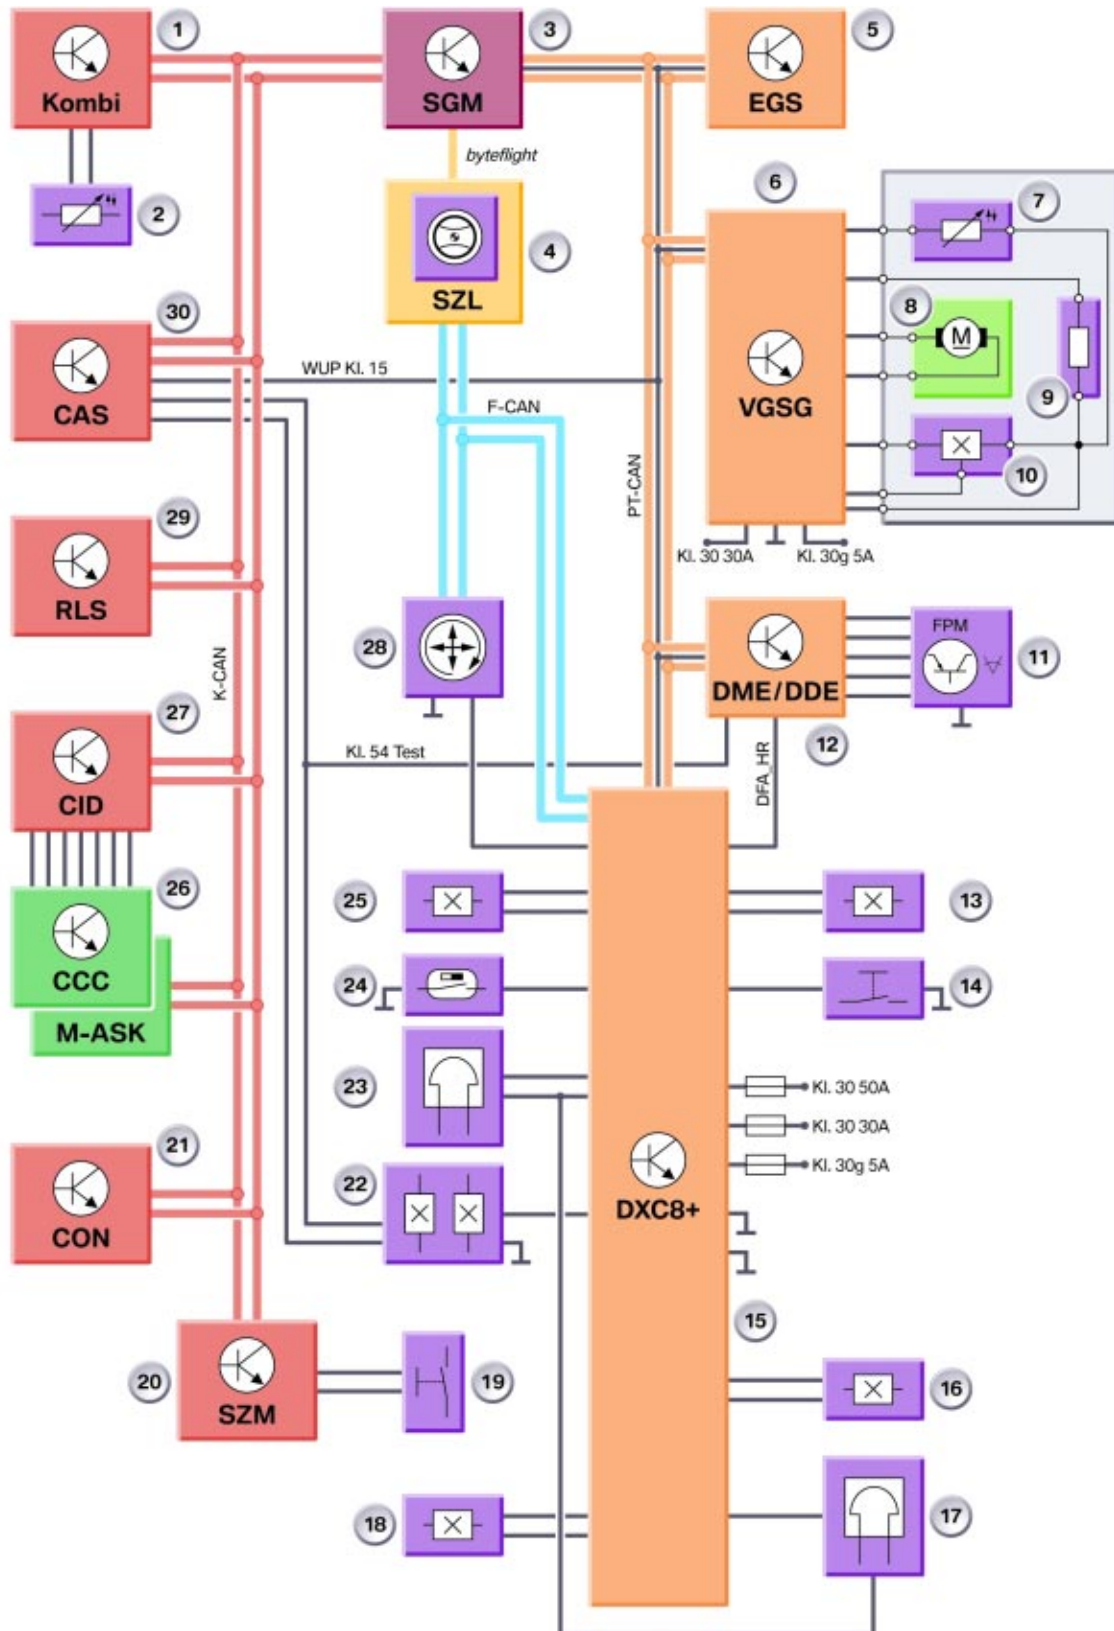 1
3
5
Kombi
SGM
EGS
byteflight
2
6
7
4
SZL
8
M
30
CAS
WUP Kl. 15
VGSG
9
F-CAN
10
PT-CAN
29
RLS
Kl. 30 30A
Kl. 30g 5A
28
FPM
11
K-CAN
27
DME/DDE
12
CID
Kl. 54 Test
DFA_HR
26
25
13
CCC
24
14
M-ASK
23
Kl. 30 50A
Kl. 30 30A
21
Kl. 30g 5A
22
DXC8+
CON
15
20
19
16
SZM
18
17